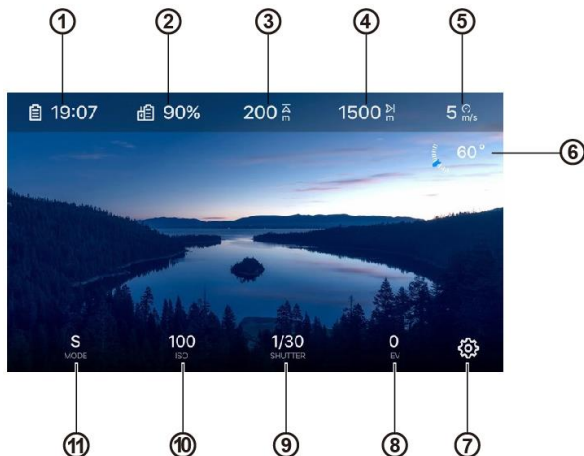 ① ② ③ ④ ⑤
19:07 90% 200 m 1500 m 5 m/s
60° ⑥
S 100 1/30 0
MODE ISO SHUTTER EV
⑪ ⑩ ⑨ ⑧ ⑦